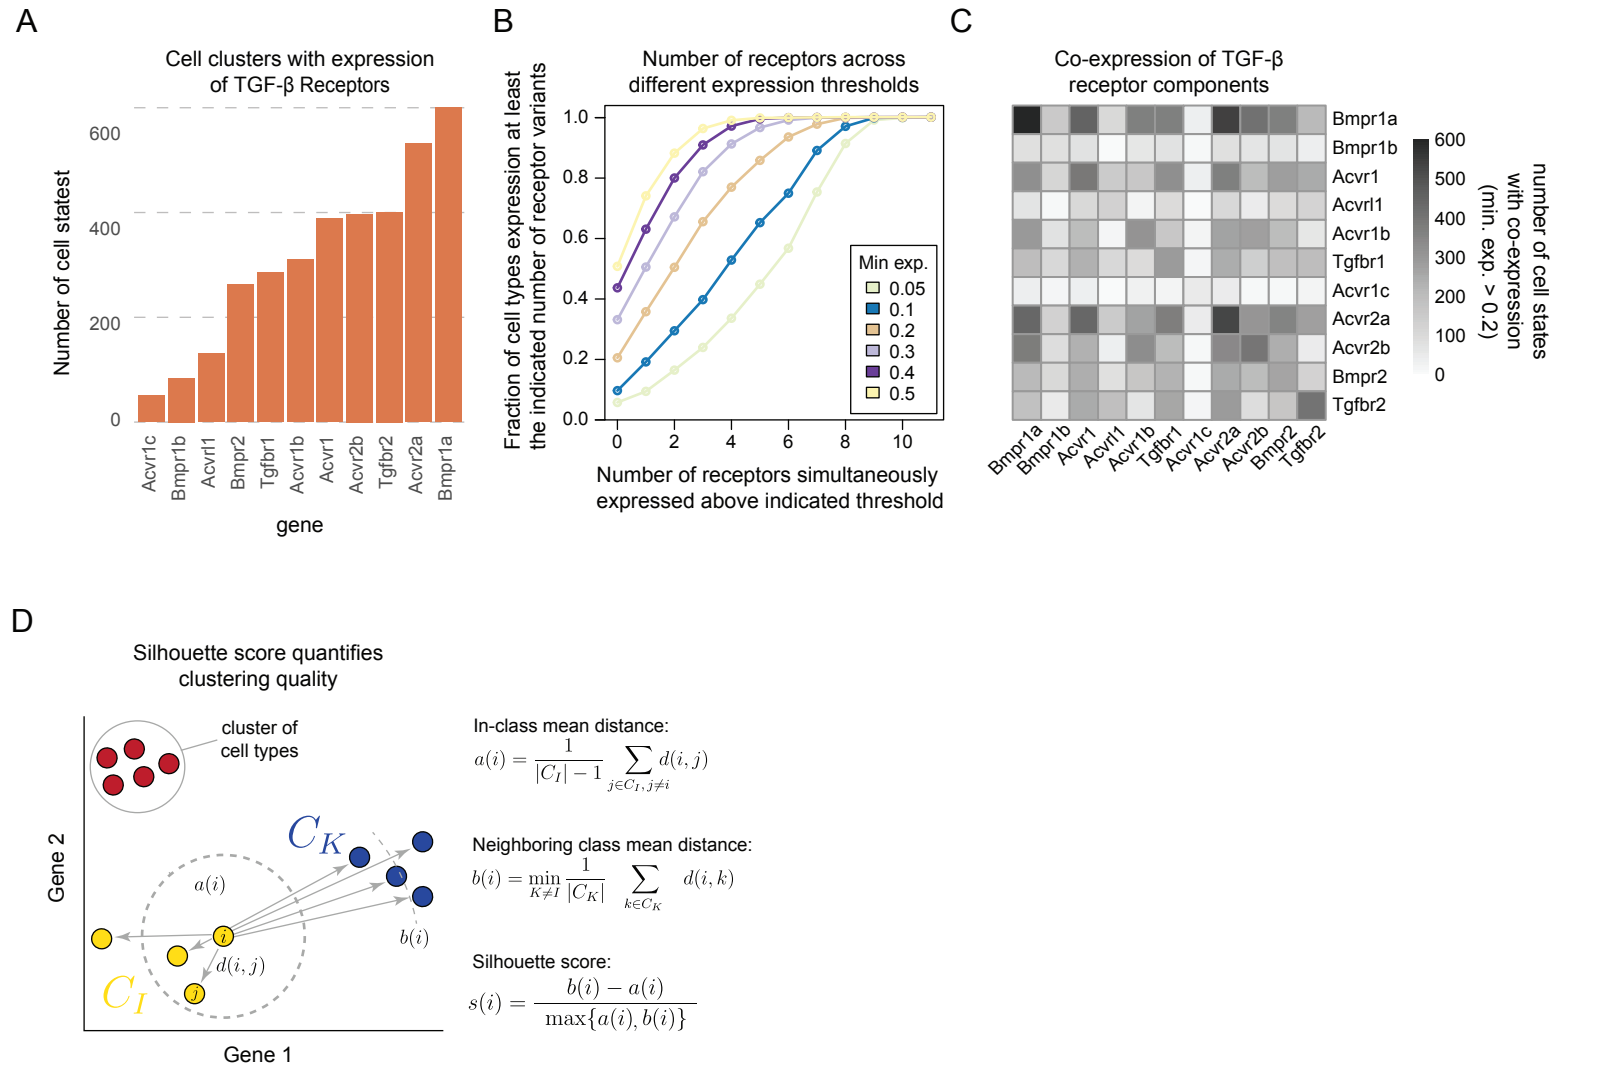 A
Cell clusters with expression
of TGF-β Receptors
Number of cell statest
600
400
200
0
Acvr1c
Bmpr1b
Acvrl1
Bmpr2
Tgfbr1
Acvr1b
Acvr1
Acvr2b
Tgfbr2
Acvr2a
Bmpr1a
gene
B
Number of receptors across
different expression thresholds
Fraction of cell types expression at least
the indicated number of receptor variants
1.0
0.8
0.6
0.4
0.2
0.0
0 2 4 6 8 10
Min exp.
0.05
0.1
0.2
0.3
0.4
0.5
Number of receptors simultaneously
expressed above indicated threshold
C
Co-expression of TGF-β
receptor components
Bmpr1a
Bmpr1b
Acvr1
Acvrl1
Acvr1b
Tgfbr1
Acvr1c
Acvr2a
Acvr2b
Bmpr2
Tgfbr2
Bmpr1a
Bmpr1b
Acvr1
Acvrl1
Acvr1b
Tgfbr1
Acvr1c
Acvr2a
Acvr2b
Bmpr2
Tgfbr2
600
500
400
300
200
100
0
number of cell states
with co-expression
(min. exp. > 0.2)
D
Silhouette score quantifies
clustering quality
cluster of
cell types
Gene 2
Gene 1
C_K
a(i)
i
b(i)
d(i, j)
j
C_I
In-class mean distance:
a(i) = \frac{1}{|C_I| - 1} \sum_{j∈C_I, j≠i} d(i, j)
Neighboring class mean distance:
b(i) = \min_{K≠I} \frac{1}{|C_K|} \sum_{k∈C_K} d(i, k)
Silhouette score:
s(i) = \frac{b(i) - a(i)}{\max\{a(i), b(i)\}}